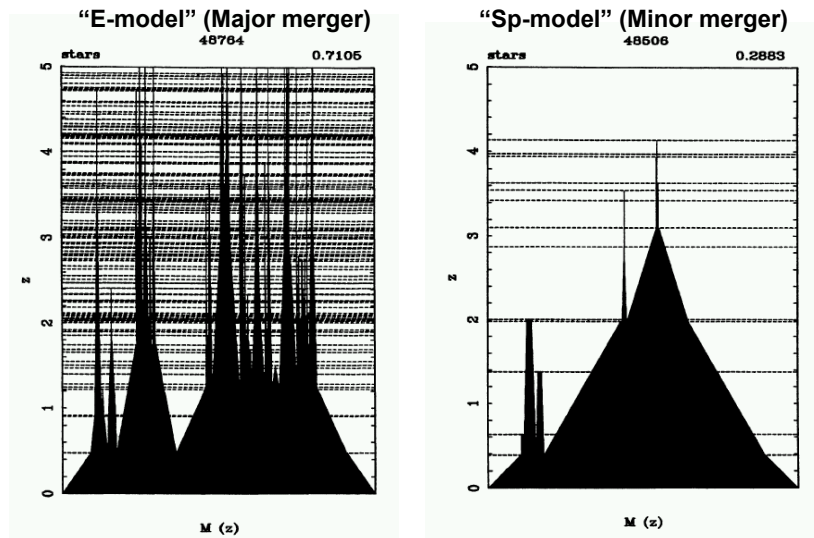 “E-model” (Major merger)
48764
stars 0.7105
5
4
3
2
1
0
z
M (z)
“Sp-model” (Minor merger)
48506
stars 0.2883
5
4
3
2
1
0
z
M (z)